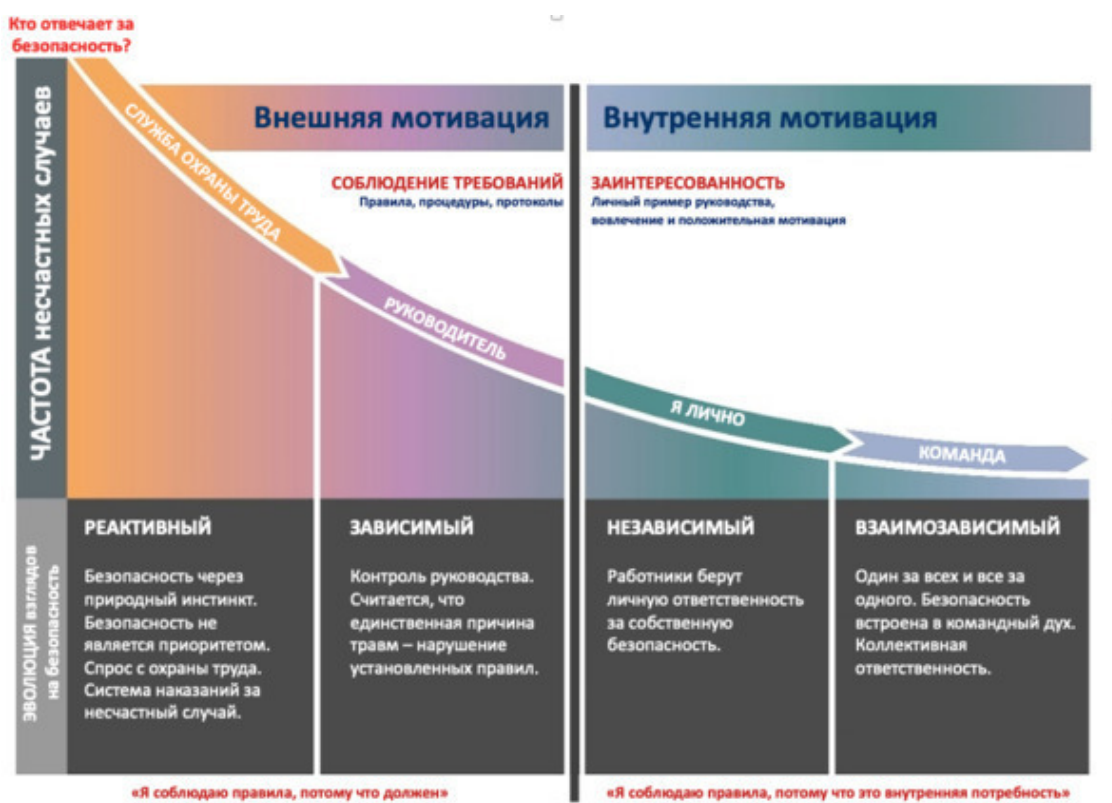 Кто отвечает за
безопасность?
ЧАСТОТА несчастных случаев
СЛУЖБА ОХРАНЫ ТРУДА
Внешняя мотивация
Внутренняя мотивация
СОБЛЮДЕНИЕ ТРЕБОВАНИЙ
Правила, процедуры, протоколы
ЗАИНТЕРЕСОВАННОСТЬ
Личный пример руководства,
вовлечение и положительная мотивация
РУКОВОДИТЕЛЬ
Я ЛИЧНО
КОМАНДА
ЭВОЛЮЦИЯ взглядов
на безопасность
РЕАКТИВНЫЙ
Безопасность через
природный инстинкт.
Безопасность не
является приоритетом.
Спрос с охраны труда.
Система наказаний за
несчастный случай.
ЗАВИСИМЫЙ
Контроль руководства.
Считается, что
единственная причина
травм – нарушение
установленных правил.
НЕЗАВИСИМЫЙ
Работники берут
личную ответственность
за собственную
безопасность.
ВЗАИМОЗАВИСИМЫЙ
Один за всех и все за
одного. Безопасность
встроена в командный дух.
Коллективная
ответственность.
«Я соблюдаю правила, потому что должен»
«Я соблюдаю правила, потому что это внутренняя потребность»